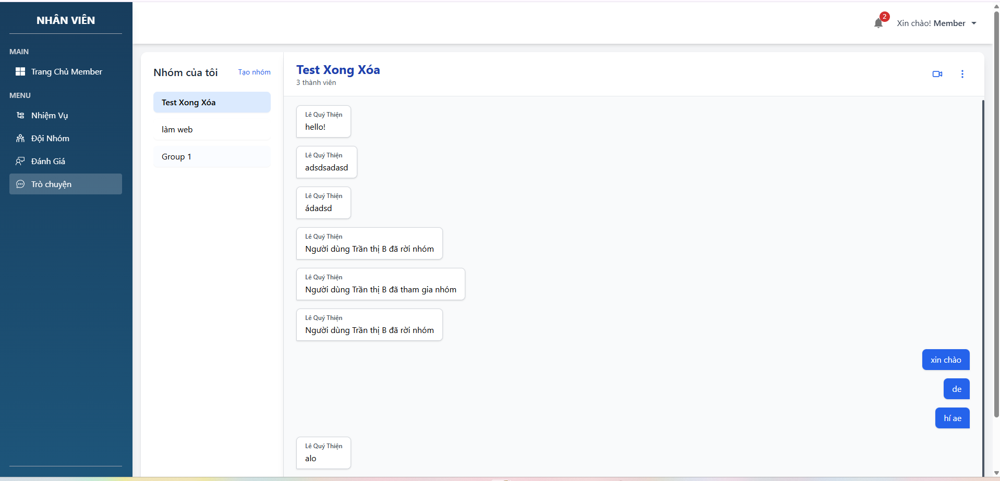 NHÂN VIÊN
MAIN
Trang Chủ Member
MENU
Nhiệm Vụ
Đội Nhóm
Đánh Giá
Trò chuyện
2
Xin chào! Member
Nhóm của tôi
Tạo nhóm
Test Xong Xóa
làm web
Group 1
Test Xong Xóa
3 thành viên
Lê Quý Thiện
hello!
Lê Quý Thiện
adsdsadasd
Lê Quý Thiện
ádadsd
Lê Quý Thiện
Người dùng Trần thị B đã rời nhóm
Lê Quý Thiện
Người dùng Trần thị B đã tham gia nhóm
Lê Quý Thiện
Người dùng Trần thị B đã rời nhóm
xin chào
de
hí ae
Lê Quý Thiện
alo